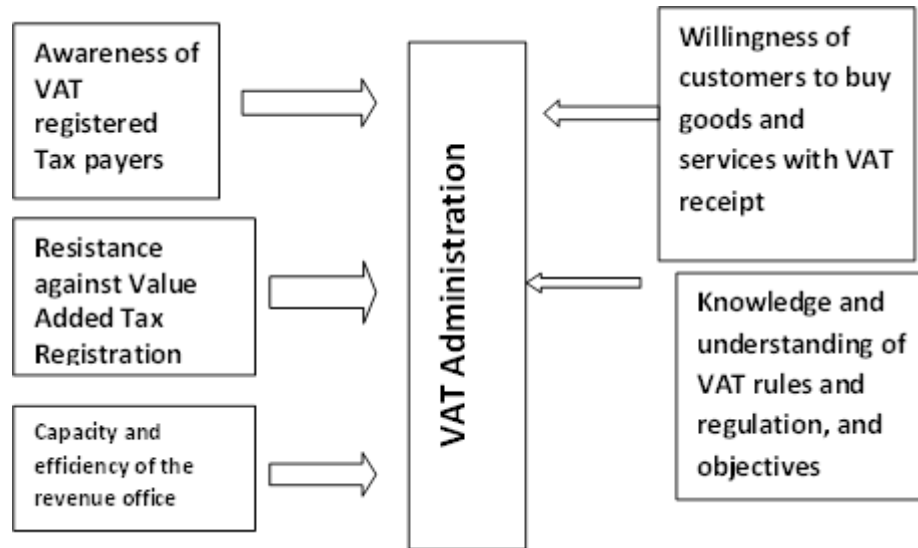 Awareness of
VAT
registered
Tax payers
Resistance
against Value
Added Tax
Registration
Capacity and
efficiency of the
revenue office
VAT Administration
Willingness of
customers to buy
goods and
services with VAT
receipt
Knowledge and
understanding of
VAT rules and
regulation, and
objectives